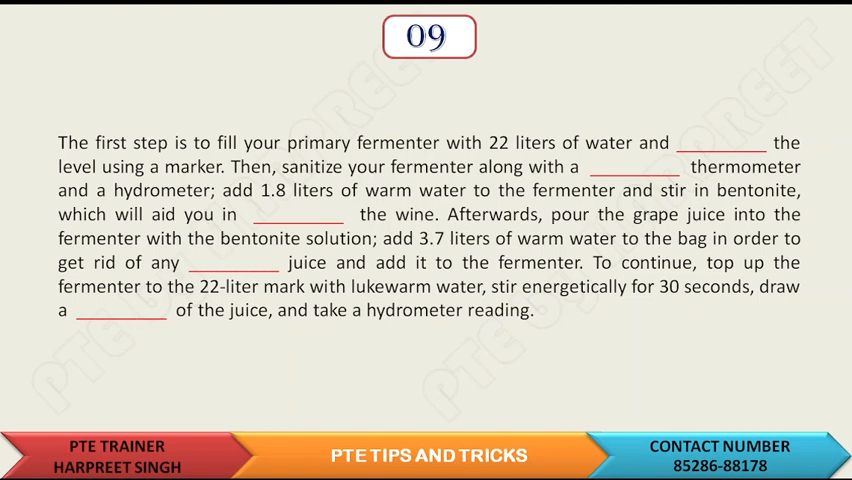 09
The first step is to fill your primary fermenter with 22 liters of water and __________ the
level using a marker. Then, sanitize your fermenter along with a __________ thermometer
and a hydrometer; add 1.8 liters of warm water to the fermenter and stir in bentonite,
which will aid you in __________ the wine. Afterwards, pour the grape juice into the
fermenter with the bentonite solution; add 3.7 liters of warm water to the bag in order to
get rid of any __________ juice and add it to the fermenter. To continue, top up the
fermenter to the 22-liter mark with lukewarm water, stir energetically for 30 seconds, draw
a __________ of the juice, and take a hydrometer reading.
PTE TRAINER
HARPREET SINGH
PTE TIPS AND TRICKS
CONTACT NUMBER
85286-88178